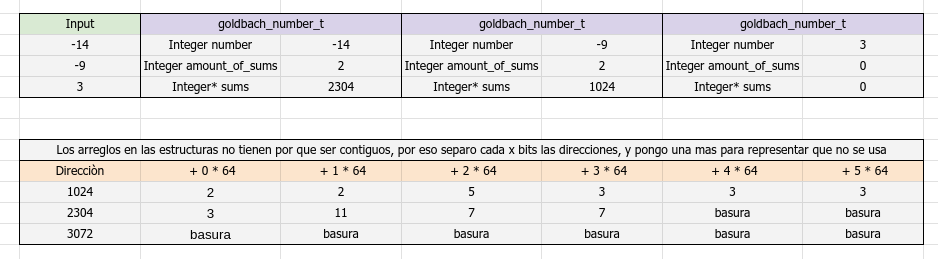 Input goldbach_number_t goldbach_number_t goldbach_number_t
-14 Integer number -14 Integer number -9 Integer number 3
-9 Integer amount_of_sums 2 Integer amount_of_sums 2 Integer amount_of_sums 0
3 Integer* sums 2304 Integer* sums 1024 Integer* sums 0
Los arreglos en las estructuras no tienen por que ser contiguos, por eso separo cada x bits las direcciones, y pongo una mas para representar que no se usa
Direcciòn + 0 * 64 + 1 * 64 + 2 * 64 + 3 * 64 + 4 * 64 + 5 * 64
1024 2 2 5 3 3 3
2304 3 11 7 7 basura basura
3072 basura basura basura basura basura basura